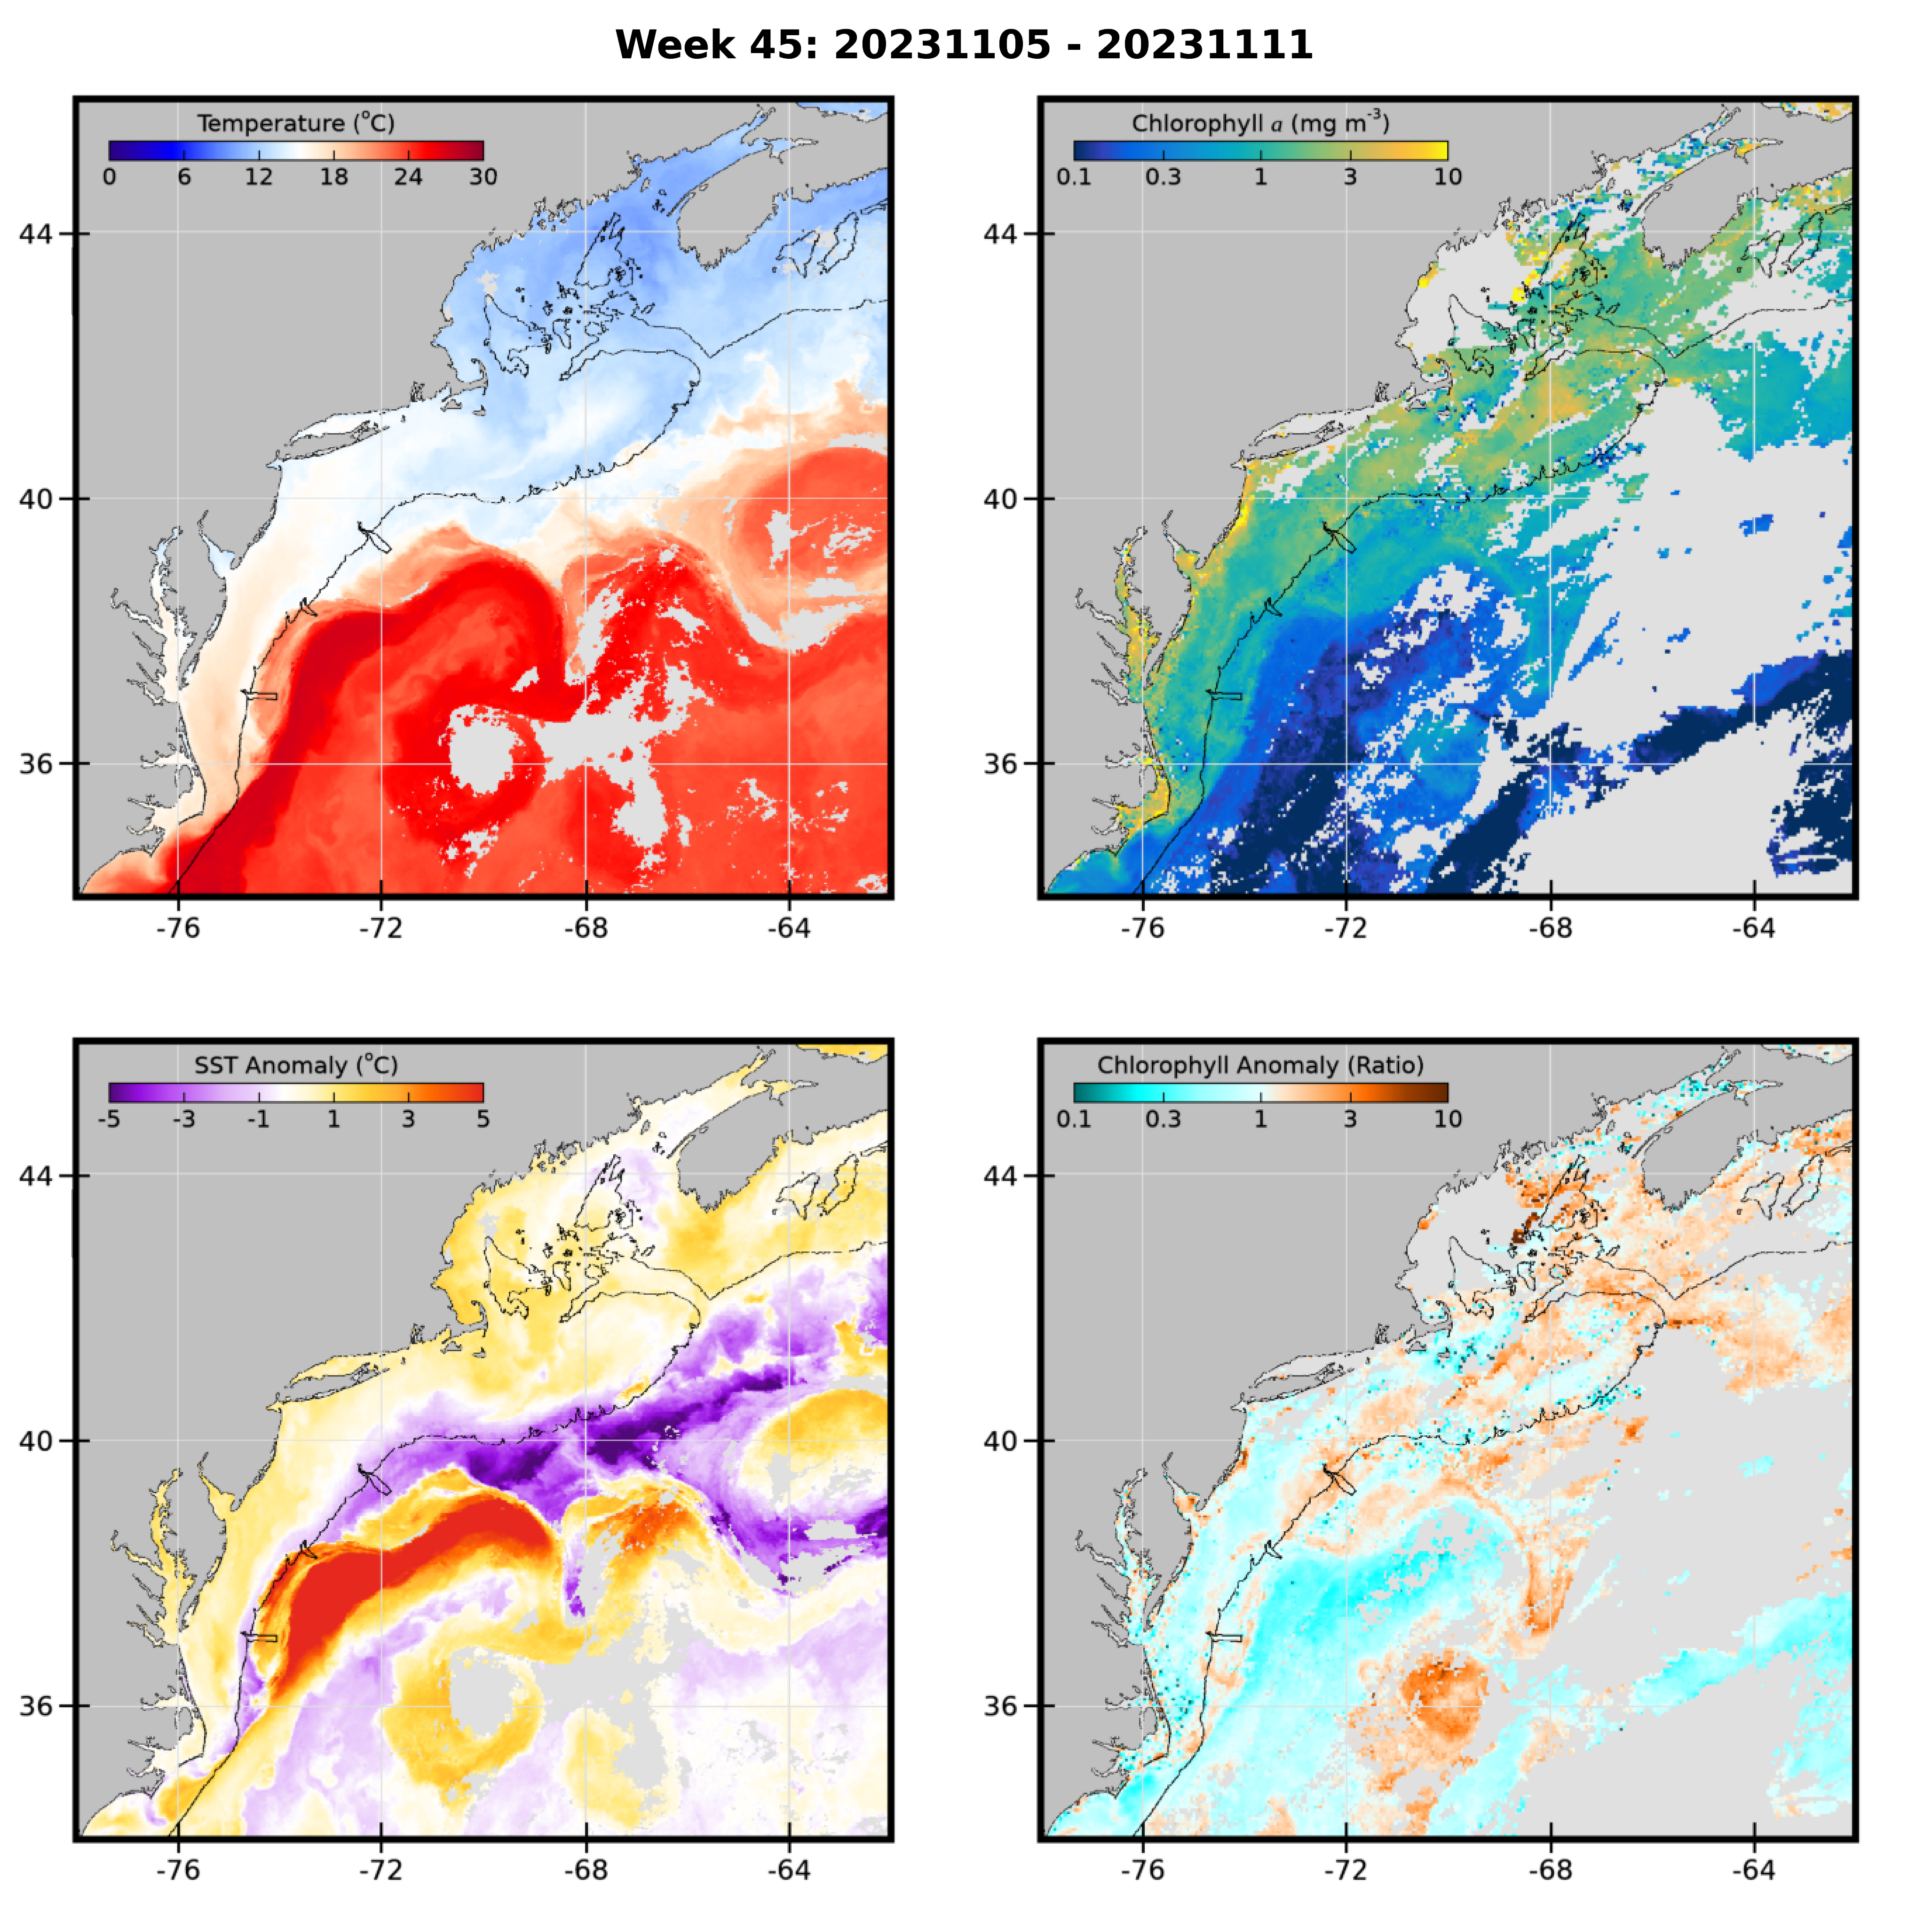 Week 45: 20231105 - 20231111
Temperature (°C)
0 6 12 18 24 30
44
40
36
-76 -72 -68 -64
Chlorophyll a (mg m⁻³)
0.1 0.3 1 3 10
44
40
36
-76 -72 -68 -64
SST Anomaly (°C)
-5 -3 -1 1 3 5
44
40
36
-76 -72 -68 -64
Chlorophyll Anomaly (Ratio)
0.1 0.3 1 3 10
44
40
36
-76 -72 -68 -64